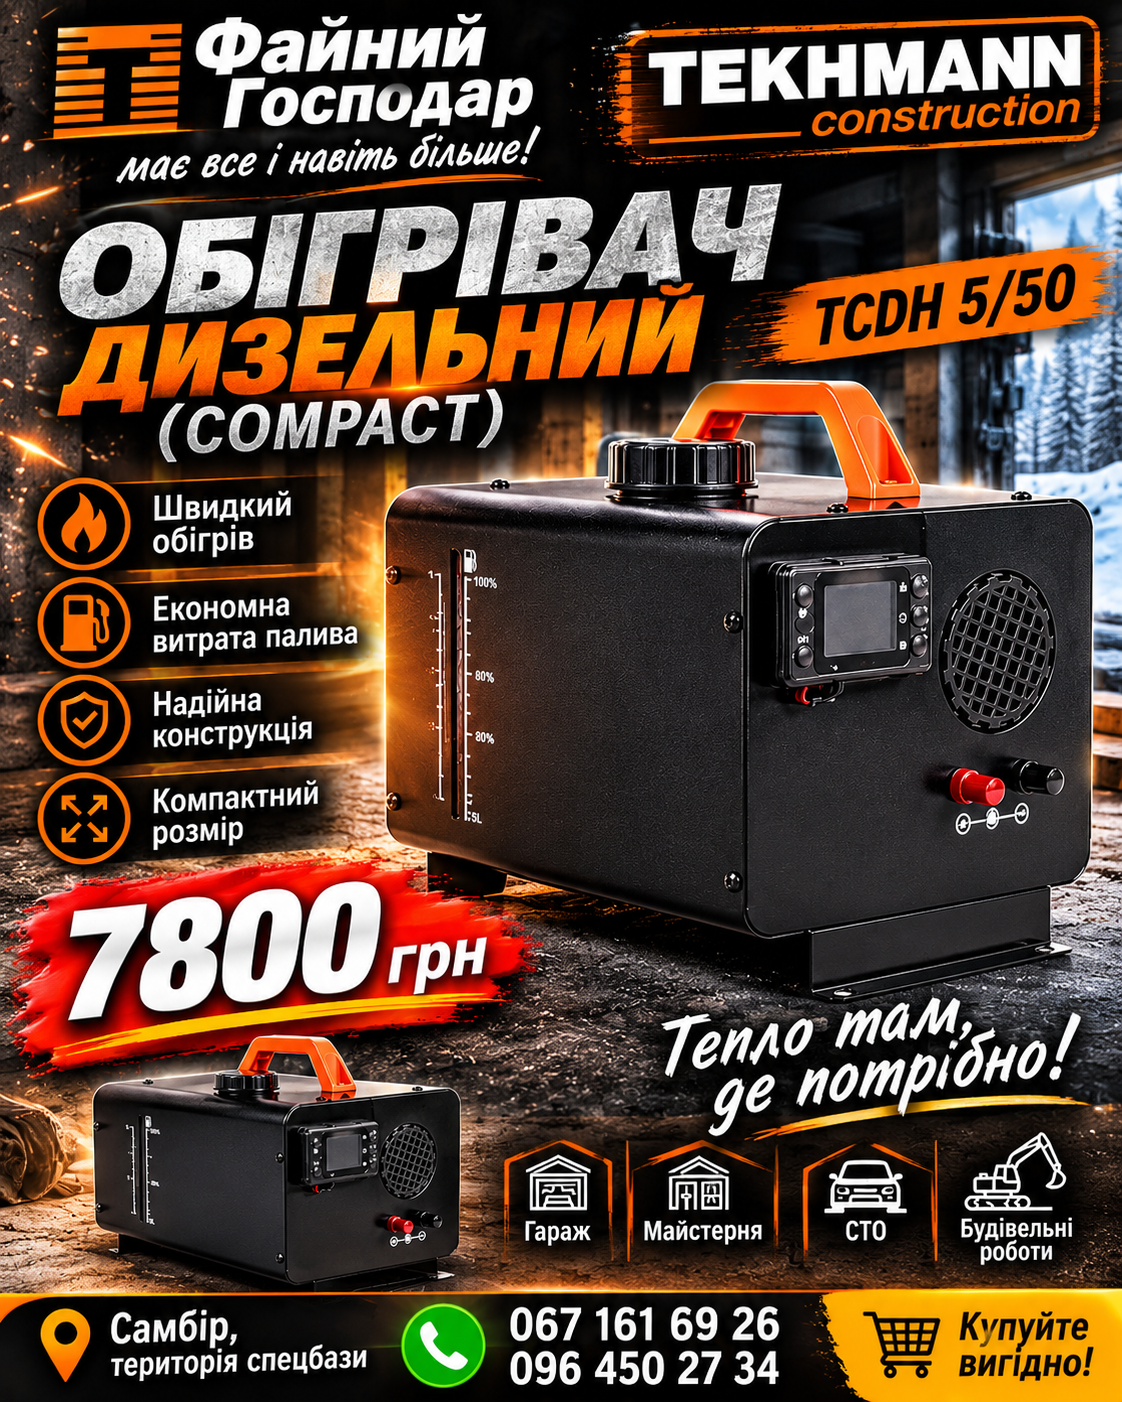 Файний
Господар
має все і навіть більше!
TEKHMANN
construction
ОБІГРІВАЧ
ДИЗЕЛЬНИЙ
(COMPACT)
TCDH 5/50
Швидкий
обігрів
Економна
витрата палива
Надійна
конструкція
Компактний
розмір
100%
80%
80%
5L
7800 грн
Тепло там,
де потрібно!
Гараж
Майстерня
СТО
Будівельні
роботи
Самбір,
територія спецбази
067 161 69 26
096 450 27 34
Купуйте
вигідно!